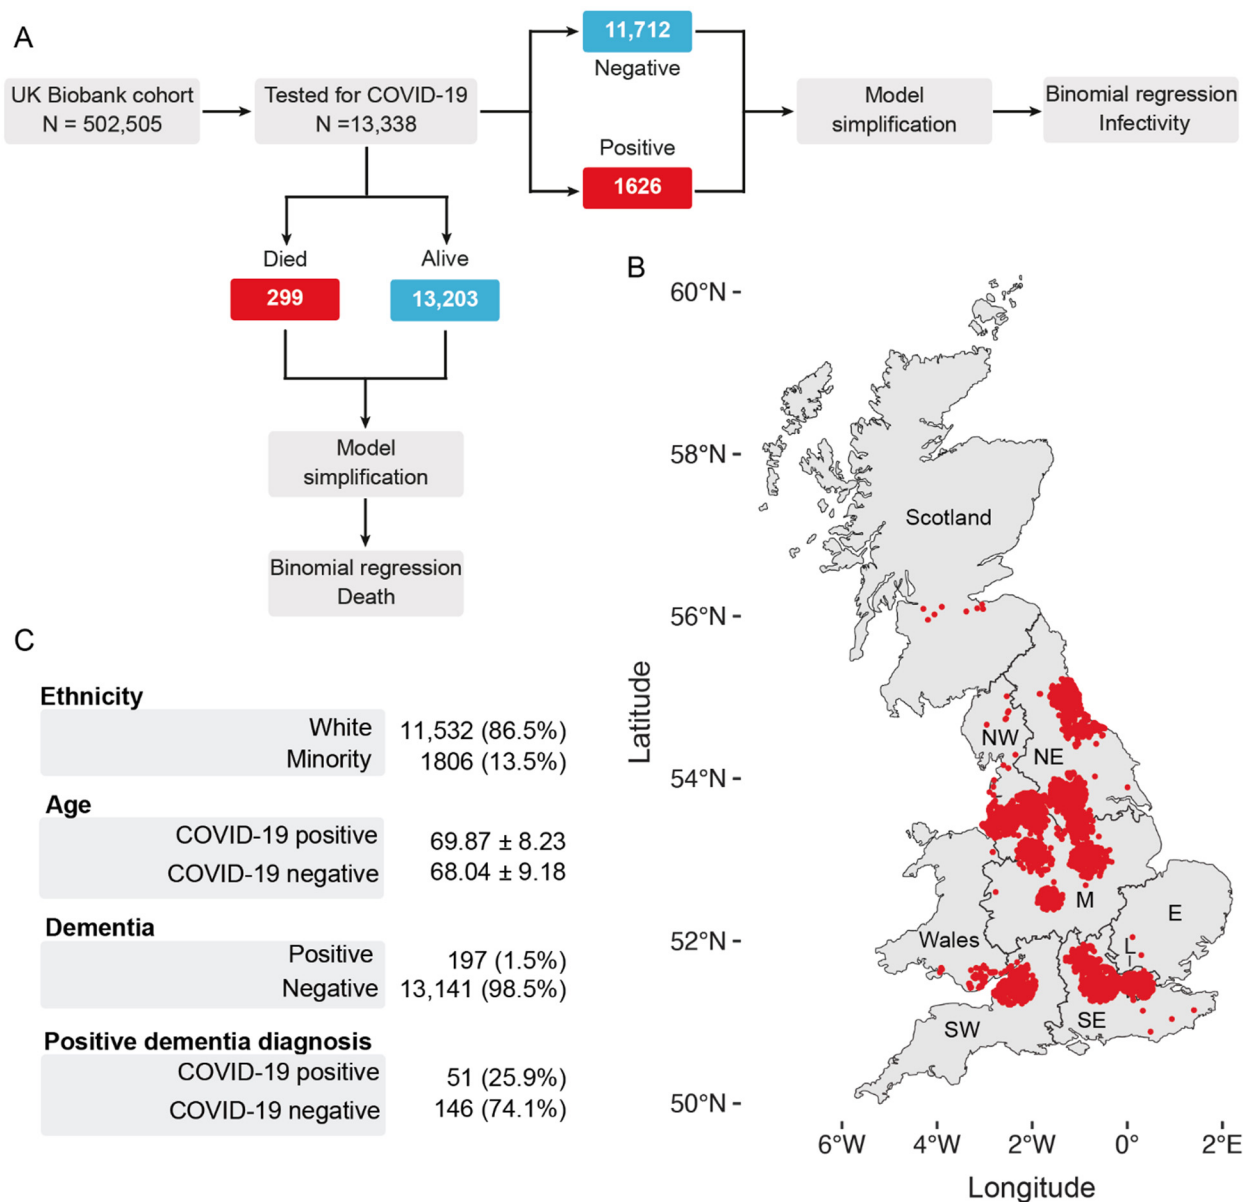 A
UK Biobank cohort
N = 502,505
Tested for COVID-19
N =13,338
11,712
Negative
Positive
1626
Model
simplification
Binomial regression
Infectivity
Died
299
Alive
13,203
Model
simplification
Binomial regression
Death
B
60°N
58°N
56°N
54°N
52°N
50°N
Latitude
Scotland
NW
NE
M
E
L
Wales
SW
SE
6°W
4°W
2°W
0°
2°E
Longitude
C
Ethnicity
White 11,532 (86.5%)
Minority 1806 (13.5%)
Age
COVID-19 positive 69.87 ± 8.23
COVID-19 negative 68.04 ± 9.18
Dementia
Positive 197 (1.5%)
Negative 13,141 (98.5%)
Positive dementia diagnosis
COVID-19 positive 51 (25.9%)
COVID-19 negative 146 (74.1%)